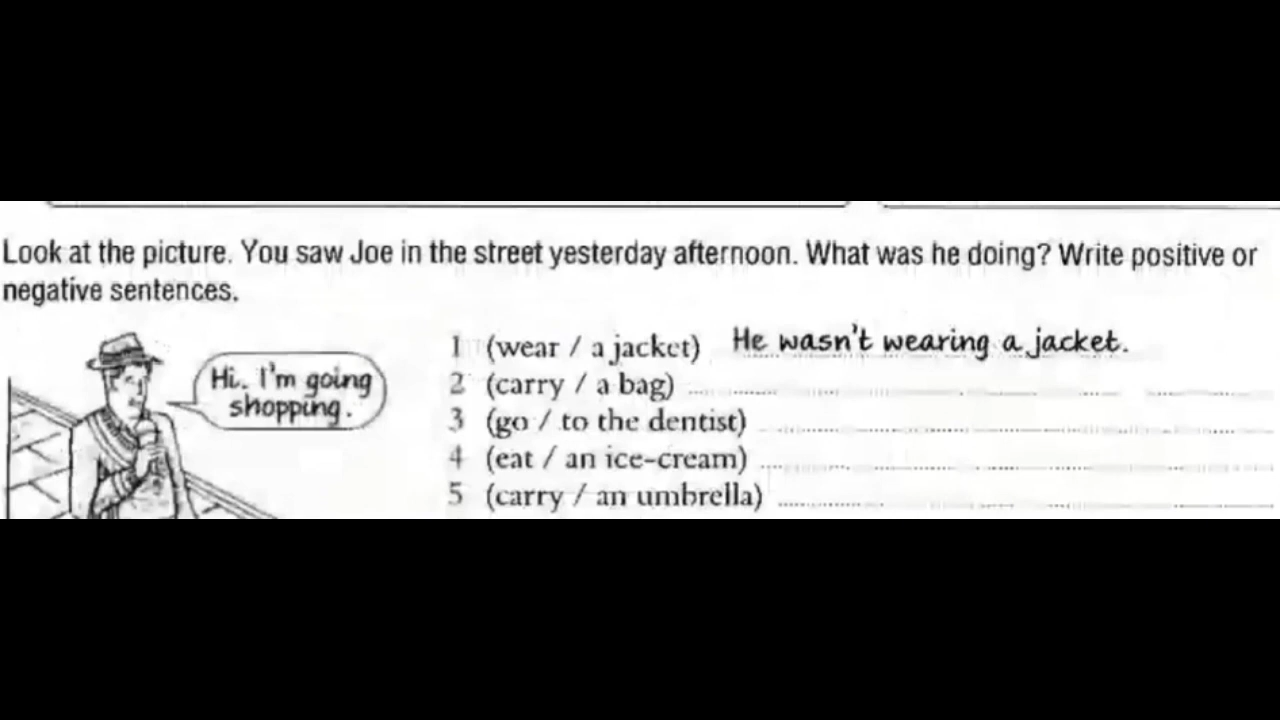 Look at the picture. You saw Joe in the street yesterday afternoon. What was he doing? Write positive or
negative sentences.
Hi. I'm going
shopping.
1 (wear / a jacket) He wasn't wearing a jacket.
2 (carry / a bag)
3 (go / to the dentist)
4 (eat / an ice-cream)
5 (carry / an umbrella)